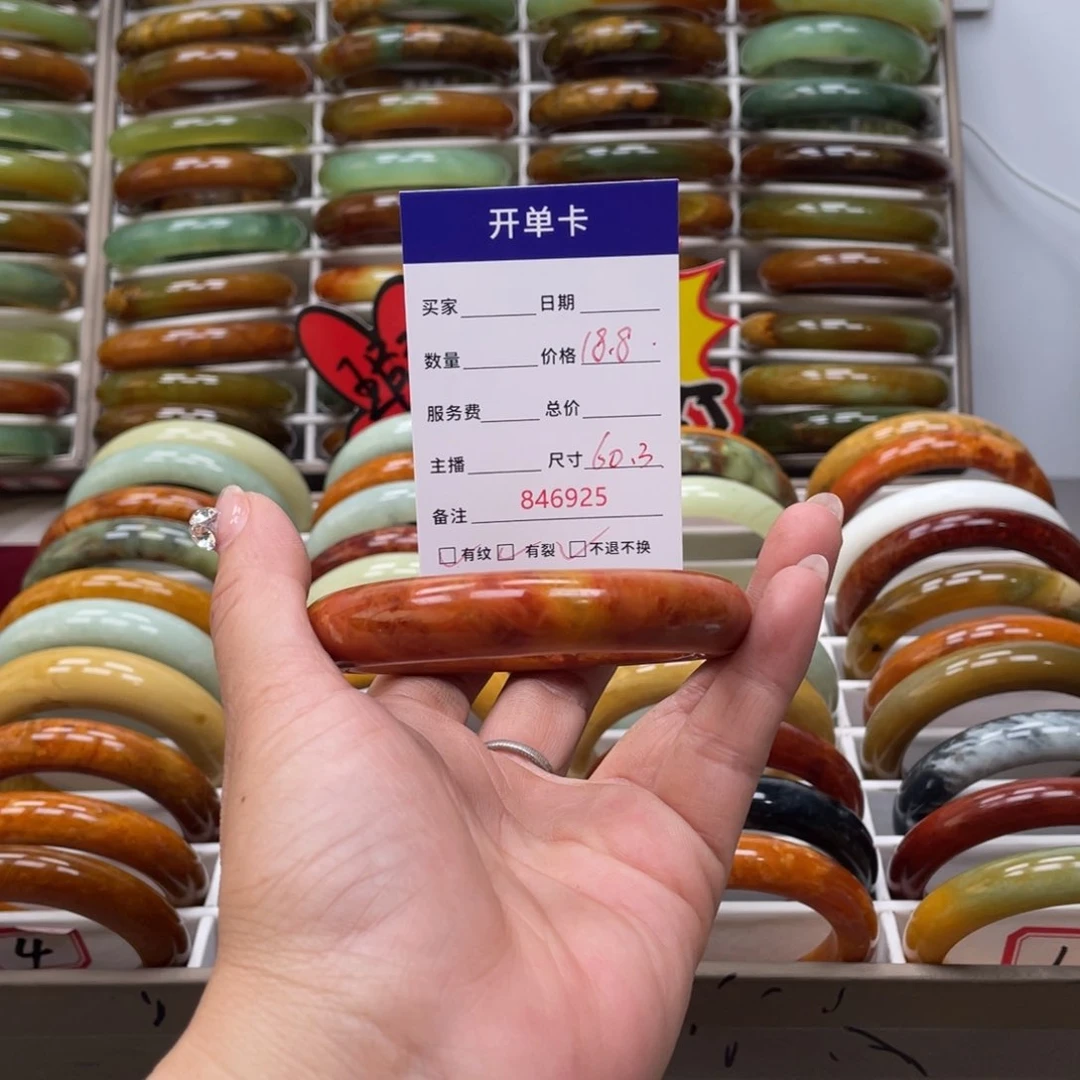 开单卡
买家 日期
数量 价格 18.8
服务费 总价
主播 尺寸 60.3
846925
备注
有纹 有裂 不退不换
4